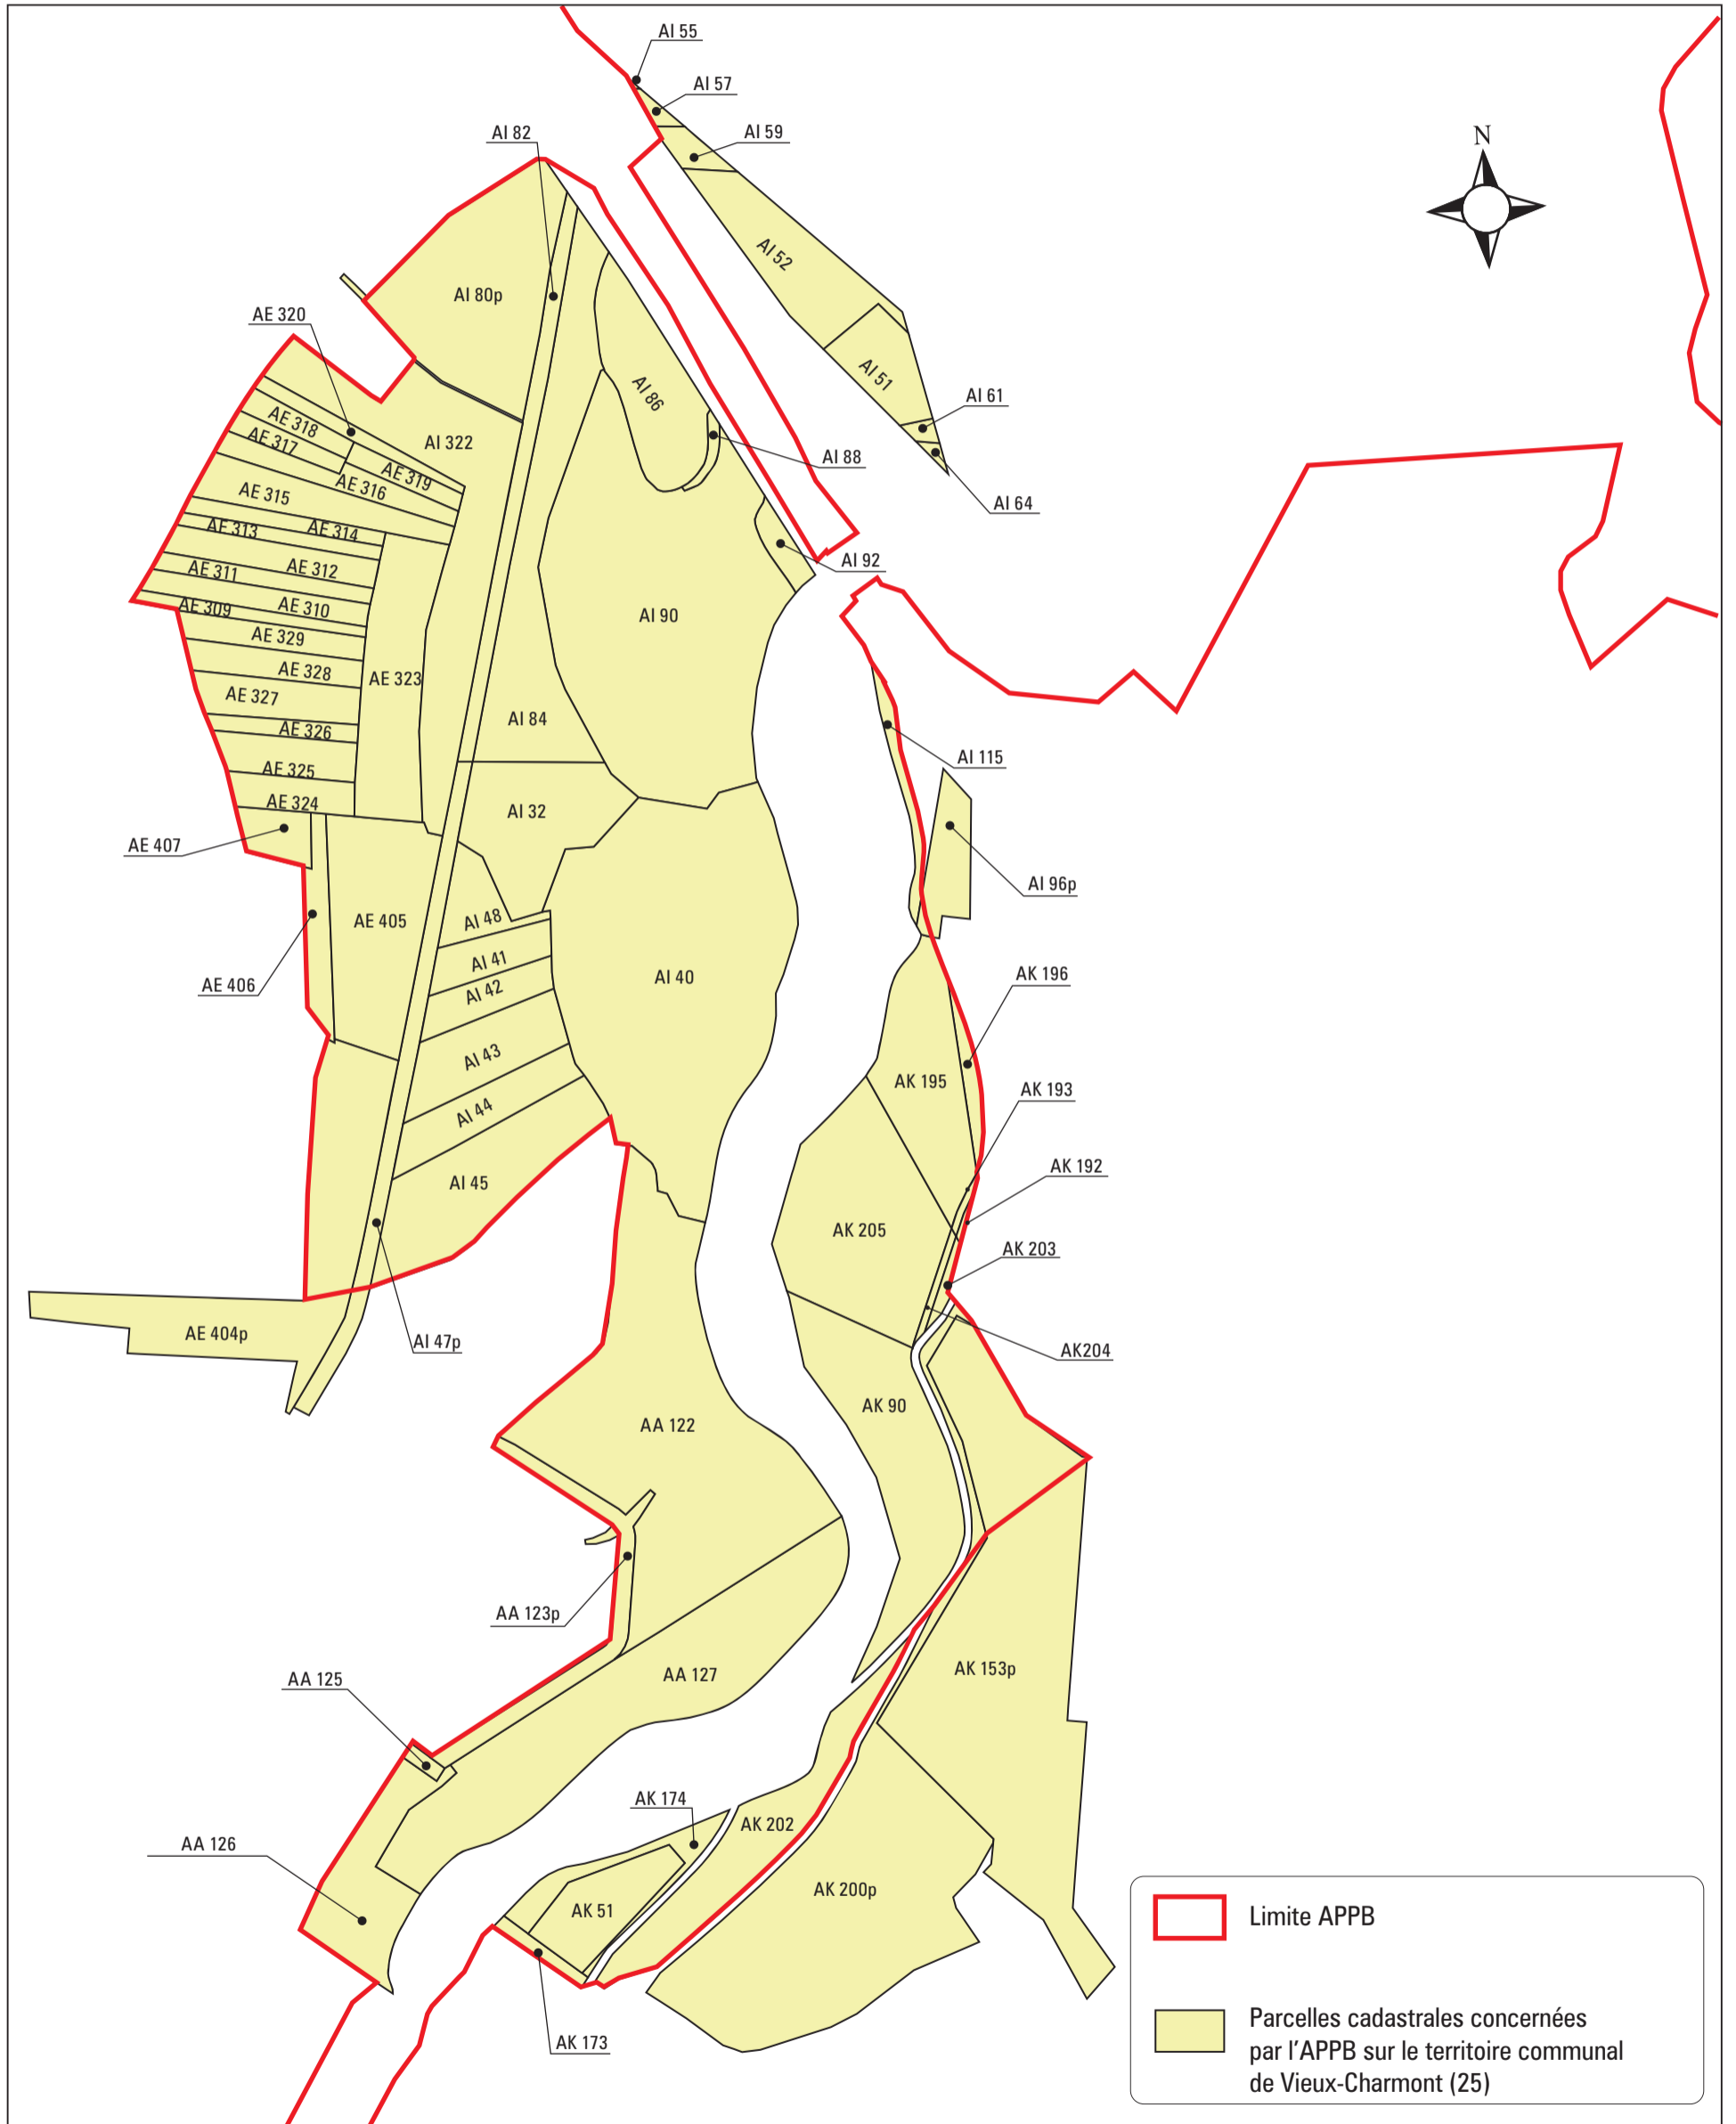 AI 55
AI 57
AI 82
AI 59
N
AI 52
AI 80p
AE 320
AI 51
AI 86
AI 61
AE 318
AE 317
AI 322
AI 88
AE 319
AE 316
AE 315
AI 64
AE 314
AE 313
AI 92
AE 312
AE 311
AE 310
AE 309
AI 90
AE 329
AE 328
AE 323
AE 327
AI 84
AE 326
AI 115
AE 325
AE 324
AI 32
AE 407
AI 96p
AE 405
AI 48
AI 41
AI 42
AI 40
AK 196
AE 406
AI 43
AK 195
AK 193
AI 44
AK 192
AI 45
AK 205
AK 203
AE 404p
AI 47p
AK204
AK 90
AA 122
AA 123p
AA 125
AA 127
AK 153p
AK 174
AK 202
AA 126
AK 200p
AK 51
AK 173
Limite APPB
Parcelles cadastrales concernées
par l'APPB sur le territoire communal
de Vieux-Charmont (25)